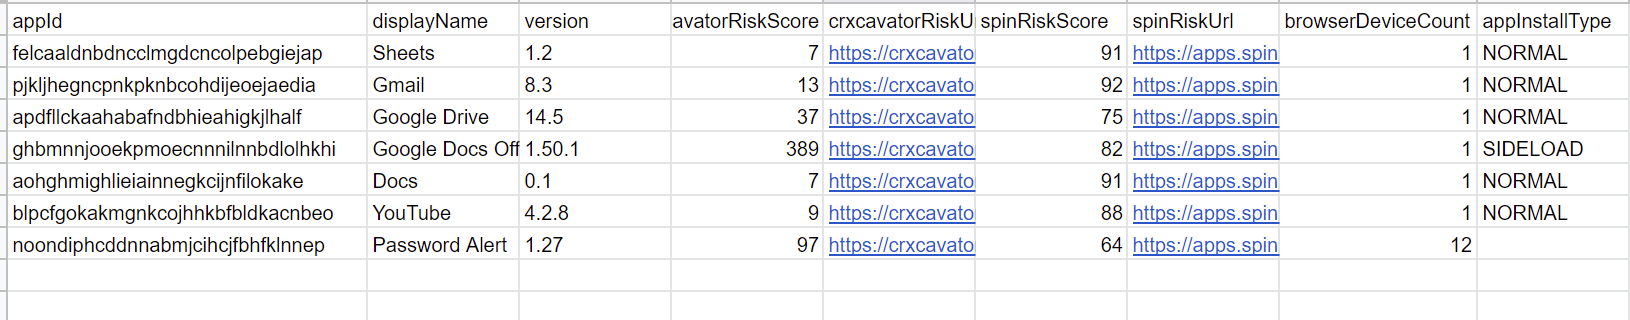 appId displayName version avatorRiskScore crxcavatorRiskU spinRiskScore spinRiskUrl browserDeviceCount appInstallType
felcaaldnbdncclmgdcncolpebgiejap Sheets 1.2 7 https://crxcavato 91 https://apps.spin 1 NORMAL
pjkljhegncpnkpknbcohdijeoejaedia Gmail 8.3 13 https://crxcavato 92 https://apps.spin 1 NORMAL
apdfllckaahabafndbhieahigkjlhalf Google Drive 14.5 37 https://crxcavato 75 https://apps.spin 1 NORMAL
ghbmnnjooekpmoecnnnilnnbdlolhkhi Google Docs Off 1.50.1 389 https://crxcavato 82 https://apps.spin 1 SIDELOAD
aohghmighlieiainnegkcijnfilokake Docs 0.1 7 https://crxcavato 91 https://apps.spin 1 NORMAL
blpcfgokakmgnkcojhhkbfbldkacnbeo YouTube 4.2.8 9 https://crxcavato 88 https://apps.spin 1 NORMAL
noondiphcddnnabmjcihcjfbhfklnnep Password Alert 1.27 97 https://crxcavato 64 https://apps.spin 12